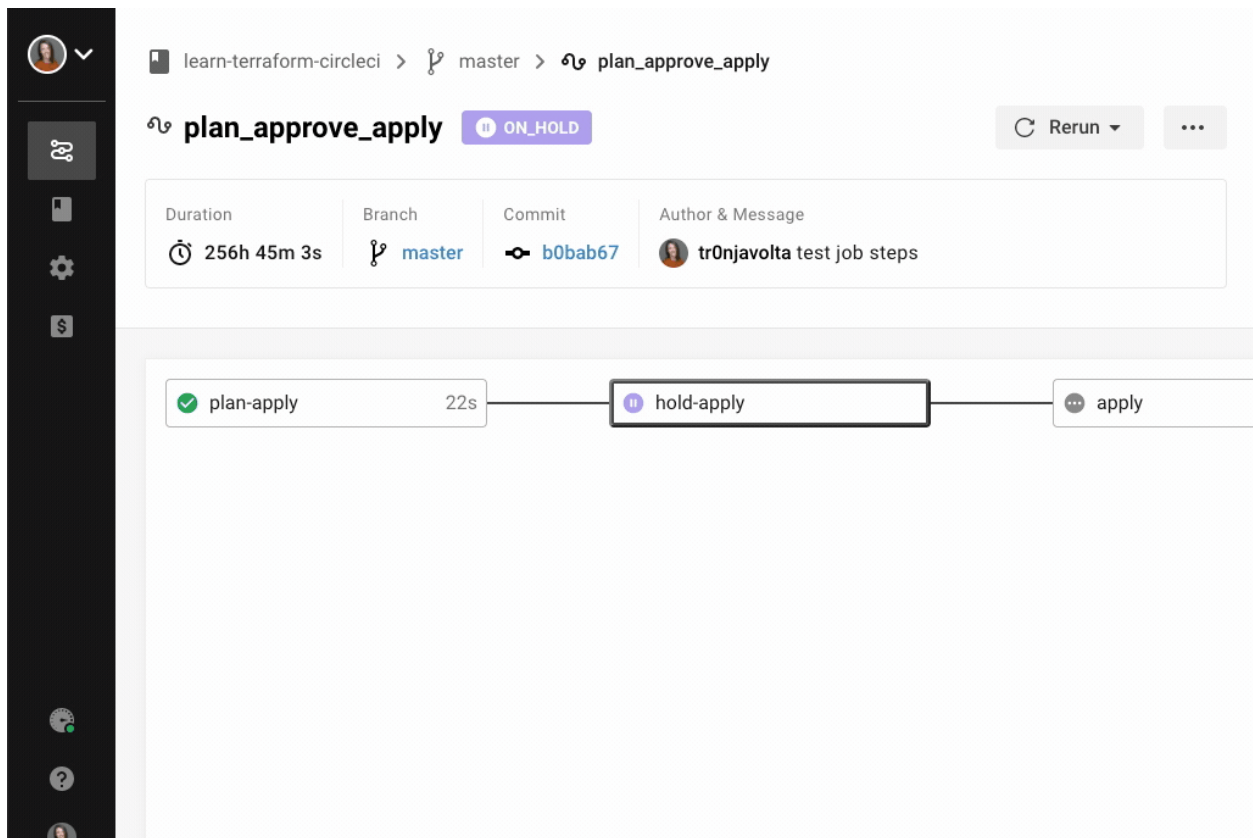 learn-terraform-circleci > master > plan_approve_apply
plan_approve_apply ON_HOLD Rerun
Duration Branch Commit Author & Message
256h 45m 3s master b0bab67 tr0njavolta test job steps
plan-apply 22s hold-apply apply